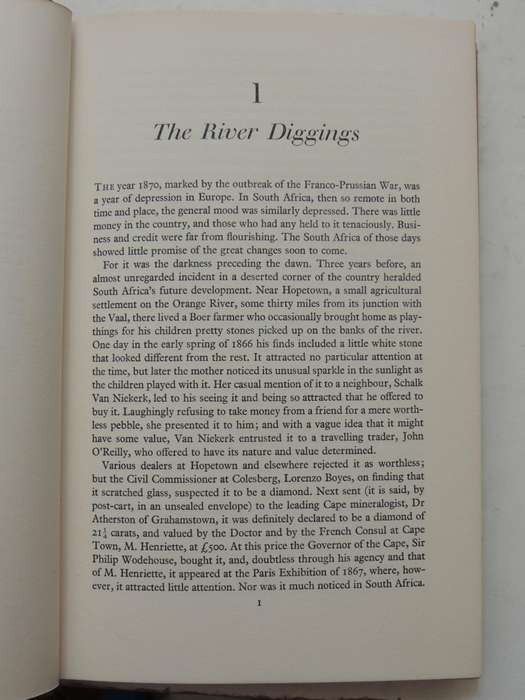 1
The River Diggings
THE year 1870, marked by the outbreak of the Franco-Prussian War, was
a year of depression in Europe. In South Africa, then so remote in both
time and place, the general mood was similarly depressed. There was little
money in the country, and those who had any held to it tenaciously. Busi-
ness and credit were far from flourishing. The South Africa of those days
showed little promise of the great changes soon to come.
For it was the darkness preceding the dawn. Three years before, an
almost unregarded incident in a deserted corner of the country heralded
South Africa's future development. Near Hopetown, a small agricultural
settlement on the Orange River, some thirty miles from its junction with
the Vaal, there lived a Boer farmer who occasionally brought home as play-
things for his children pretty stones picked up on the banks of the river.
One day in the early spring of 1866 his finds included a little white stone
that looked different from the rest. It attracted no particular attention at
the time, but later the mother noticed its unusual sparkle in the sunlight as
the children played with it. Her casual mention of it to a neighbour, Schalk
Van Niekerk, led to his seeing it and being so attracted that he offered to
buy it. Laughingly refusing to take money from a friend for a mere worth-
less pebble, she presented it to him; and with a vague idea that it might
have some value, Van Niekerk entrusted it to a travelling trader, John
O'Reilly, who offered to have its nature and value determined.
Various dealers at Hopetown and elsewhere rejected it as worthless;
but the Civil Commissioner at Colesberg, Lorenzo Boyes, on finding that
it scratched glass, suspected it to be a diamond. Next sent (it is said, by
post-cart, in an unsealed envelope) to the leading Cape mineralogist, Dr
Atherston of Grahamstown, it was definitely declared to be a diamond of
21¼ carats, and valued by the Doctor and by the French Consul at Cape
Town, M. Henriette, at £500. At this price the Governor of the Cape, Sir
Philip Wodehouse, bought it, and, doubtless through his agency and that
of M. Henriette, it appeared at the Paris Exhibition of 1867, where, how-
ever, it attracted little attention. Nor was it much noticed in South Africa.
1